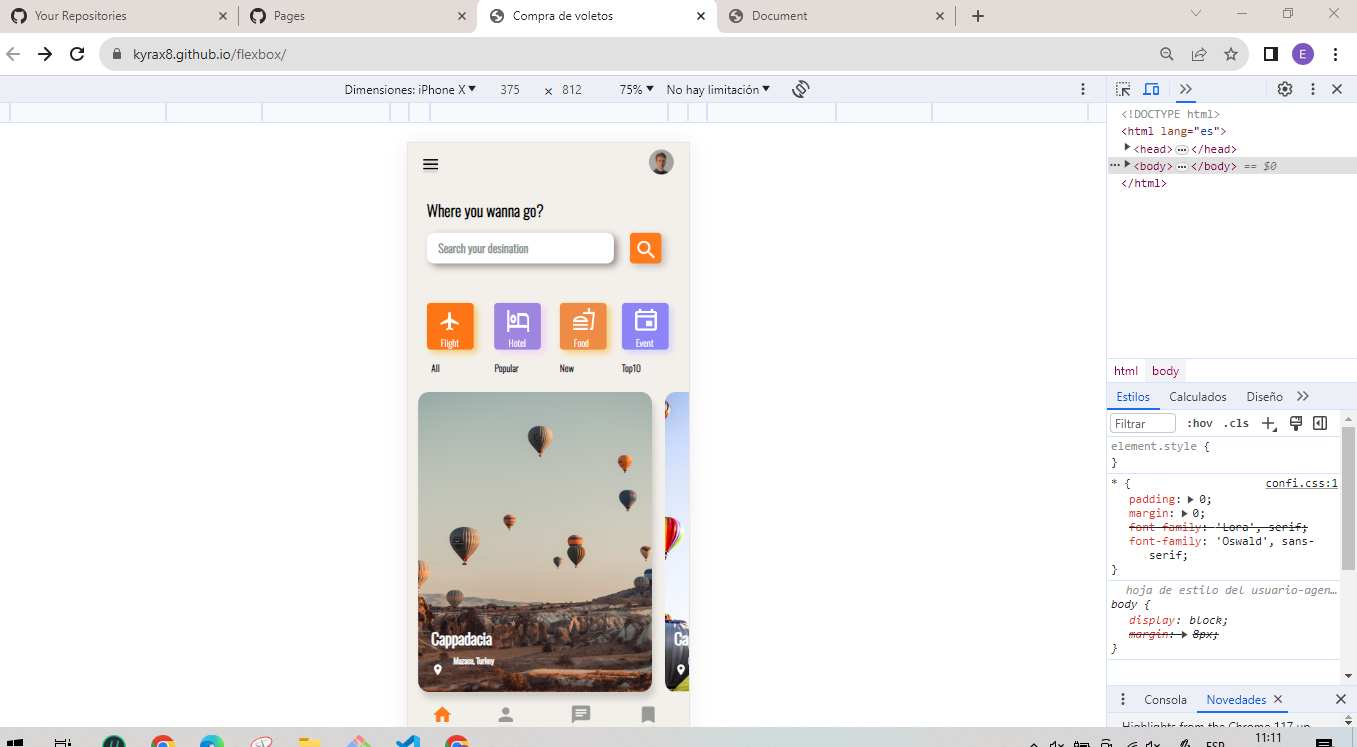 Your Repositories
Pages
Compra de voletos
Document
kyrax8.github.io/flexbox/
E
Dimensiones: iPhone X 375 × 812 75% No hay limitación
<!DOCTYPE html>
<html lang="es">
<head> ⋯ </head>
<body> ⋯ </body> == $0
</html>
Where you wanna go?
Search your desination
Flight
Hotel
Food
Event
All
Popular
New
Top10
Cappadacia
Mazaco, Turkey
Ca
html body
Estilos Calculados Diseño
Filtrar :hov .cls
element.style {
}
* { confi.css:1
padding: 0;
margin: 0;
font-family: 'Lora', serif;
font-family: 'Oswald', sans-
serif;
}
hoja de estilo del usuario-agen…
body {
display: block;
margin: 8px;
}
Consola Novedades
Highlights from the Chrome 117 up
ESP
11:11